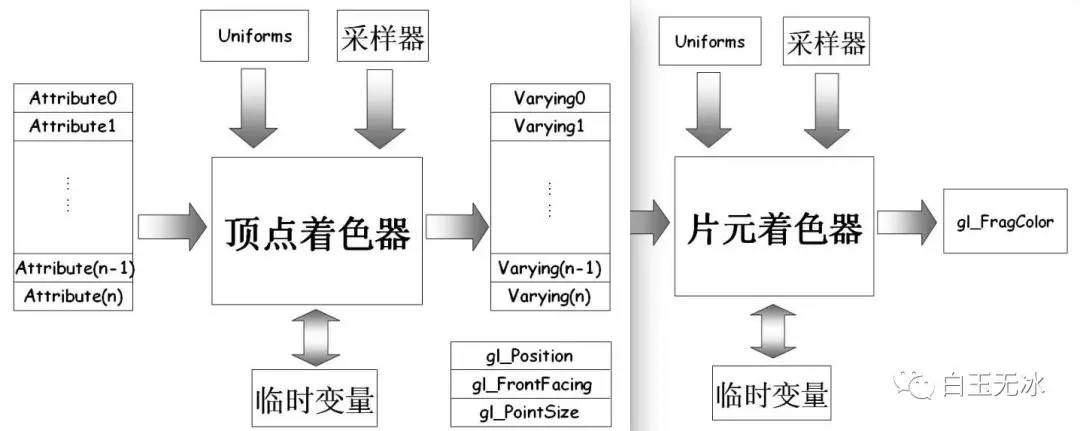 Uniforms
采样器
Attribute0
Attribute1
⋮
⋮
Attribute(n-1)
Attribute(n)
顶点着色器
临时变量
Varying0
Varying1
⋮
⋮
Varying(n-1)
Varying(n)
gl_Position
gl_FrontFacing
gl_PointSize
Uniforms
采样器
片元着色器
临时变量
gl_FragColor
白玉无冰